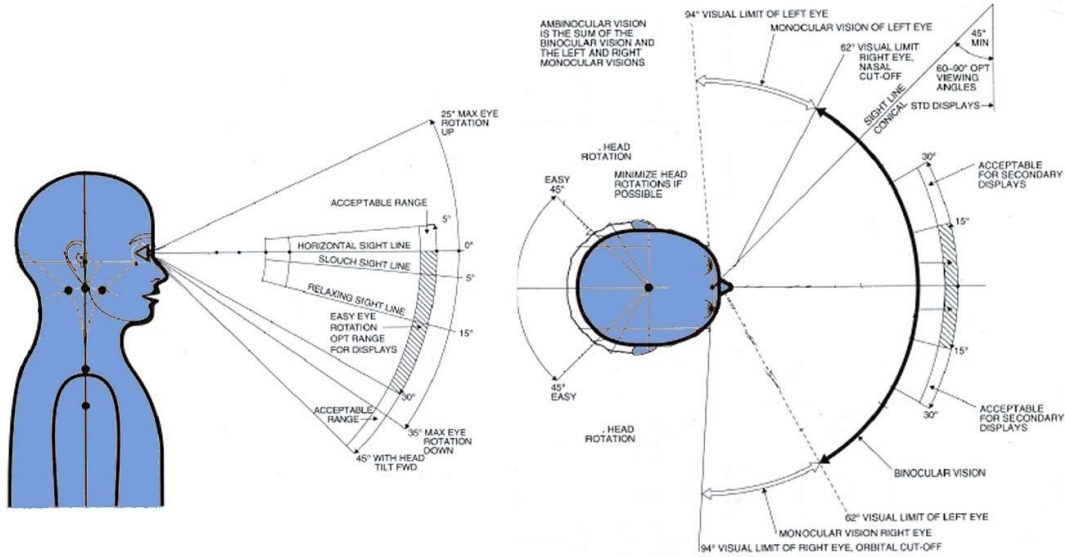 25° MAX EYE
ROTATION
UP
ACCEPTABLE RANGE
5°
0°
HORIZONTAL SIGHT LINE
SLOUCH SIGHT LINE
5°
RELAXING SIGHT LINE
15°
EASY EYE
ROTATION
OPT RANGE
FOR DISPLAYS
30°
ACCEPTABLE
RANGE
35° MAX EYE
ROTATION
DOWN
45° WITH HEAD
TILT FWD
AMBINOCULAR VISION
IS THE SUM OF THE
BINOCULAR VISION AND
THE LEFT AND RIGHT
MONOCULAR VISIONS
94° VISUAL LIMIT OF LEFT EYE
MONOCULAR VISION OF LEFT EYE
62° VISUAL LIMIT
RIGHT EYE,
NASAL
CUT-OFF
45°
MIN
60-90° OPT
VIEWING
ANGLES
STD DISPLAYS
SIGHT LINE
CONICAL
. HEAD
ROTATION
MINIMIZE HEAD
ROTATIONS IF
POSSIBLE
EASY
45°
30°
ACCEPTABLE
FOR SECONDARY
DISPLAYS
15°
15°
30°
ACCEPTABLE
FOR SECONDARY
DISPLAYS
45°
EASY
. HEAD
ROTATION
BINOCULAR VISION
62° VISUAL LIMIT OF LEFT EYE
MONOCULAR VISION RIGHT EYE
94° VISUAL LIMIT OF RIGHT EYE, ORBITAL CUT-OFF